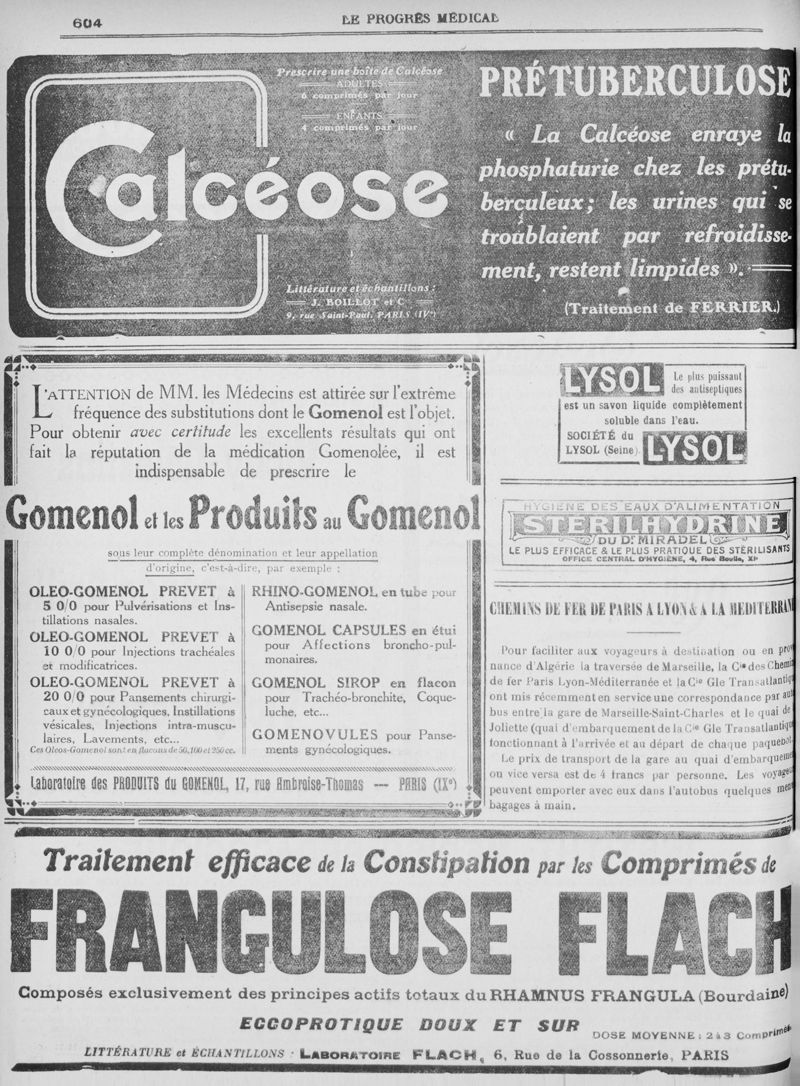 604
LE PROGRÈS MÉDICAL
Prescrire une boîte de Calcéose
ADULTES
6 comprimés par jour
ENFANTS
4 comprimés par jour
Calcéose
Littérature et échantillons :
J. BOILLOT et C
9, rue Saint-Paul. PARIS (IVe)
PRÉTUBERCULOSE
« La Calcéose enraye la
phosphaturie chez les prétu-
berculeux; les urines qui se
troublaient par refroidisse-
ment, restent limpides ».
(Traitement de FERRIER.)
L'ATTENTION de MM. les Médecins est attirée sur l'extrême
fréquence des substitutions dont le Gomenol est l'objet.
Pour obtenir avec certitude les excellents résultats qui ont
fait la réputation de la médication Gomenolée, il est
indispensable de prescrire le
Gomenol et les Produits au Gomenol
sous leur complète dénomination et leur appellation
d'origine, c'est-à-dire, par exemple :
OLEO-GOMENOL PREVET à
5 0/0 pour Pulvérisations et Ins-
tillations nasales.
OLEO-GOMENOL PREVET à
10 0/0 pour Injections trachéales
et modificatrices.
OLEO-GOMENOL PREVET à
20 0/0 pour Pansements chirurgi-
caux et gynécologiques, Instillations
vésicales, Injections intra-muscu-
laires, Lavements, etc...
Ces Oleos-Gomenol sont en flacons de 50, 100 et 250 cc.
RHINO-GOMENOL en tube pour
Antisepsie nasale.
GOMENOL CAPSULES en étui
pour Affections broncho-pul-
monaires.
GOMENOL SIROP en flacon
pour Trachéo-bronchite, Coque-
luche, etc...
GOMENOVULES pour Panse-
ments gynécologiques.
Laboratoire des PRODUITS du GOMENOL, 17, rue Ambroise-Thomas — PARIS (IXe)
LYSOL
Le plus puissant
des antiseptiques
est un savon liquide complètement
soluble dans l'eau.
SOCIÉTÉ du
LYSOL (Seine).
LYSOL
HYGIENE DES EAUX D'ALIMENTATION
STERILHYDRINE
DU Dr MIRADEL
LE PLUS EFFICACE & LE PLUS PRATIQUE DES STÉRILISANTS
OFFICE CENTRAL D'HYGIÈNE, 4, Rue Boulle, XIe
CHEMINS DE FER DE PARIS A LYON & A LA MEDITERRANÉ
Pour faciliter aux voyageurs à destination ou en prove
nance d'Algérie la traversée de Marseille, la Cie des Chemin
de fer Paris Lyon-Méditerranée et la Cie Gle Transatlantique
ont mis récemment en service une correspondance par auto
bus entre la gare de Marseille-Saint-Charles et le quai de
Joliette (quai d'embarquement de la Cie Gle Transatlantique
fonctionnant à l'arrivée et au départ de chaque paquebot.
Le prix de transport de la gare au quai d'embarquement
ou vice versa est de 4 francs par personne. Les voyageur
peuvent emporter avec eux dans l'autobus quelques menu
bagages à main.
Traitement efficace de la Constipation par les Comprimés de
FRANGULOSE FLACH
Composés exclusivement des principes actifs totaux du RHAMNUS FRANGULA (Bourdaine)
ECCOPROTIQUE DOUX ET SUR
DOSE MOYENNE : 2 à 3 Comprimés
LITTÉRATURE et ÉCHANTILLONS : LABORATOIRE FLACH, 6, Rue de la Cossonnerie, PARIS